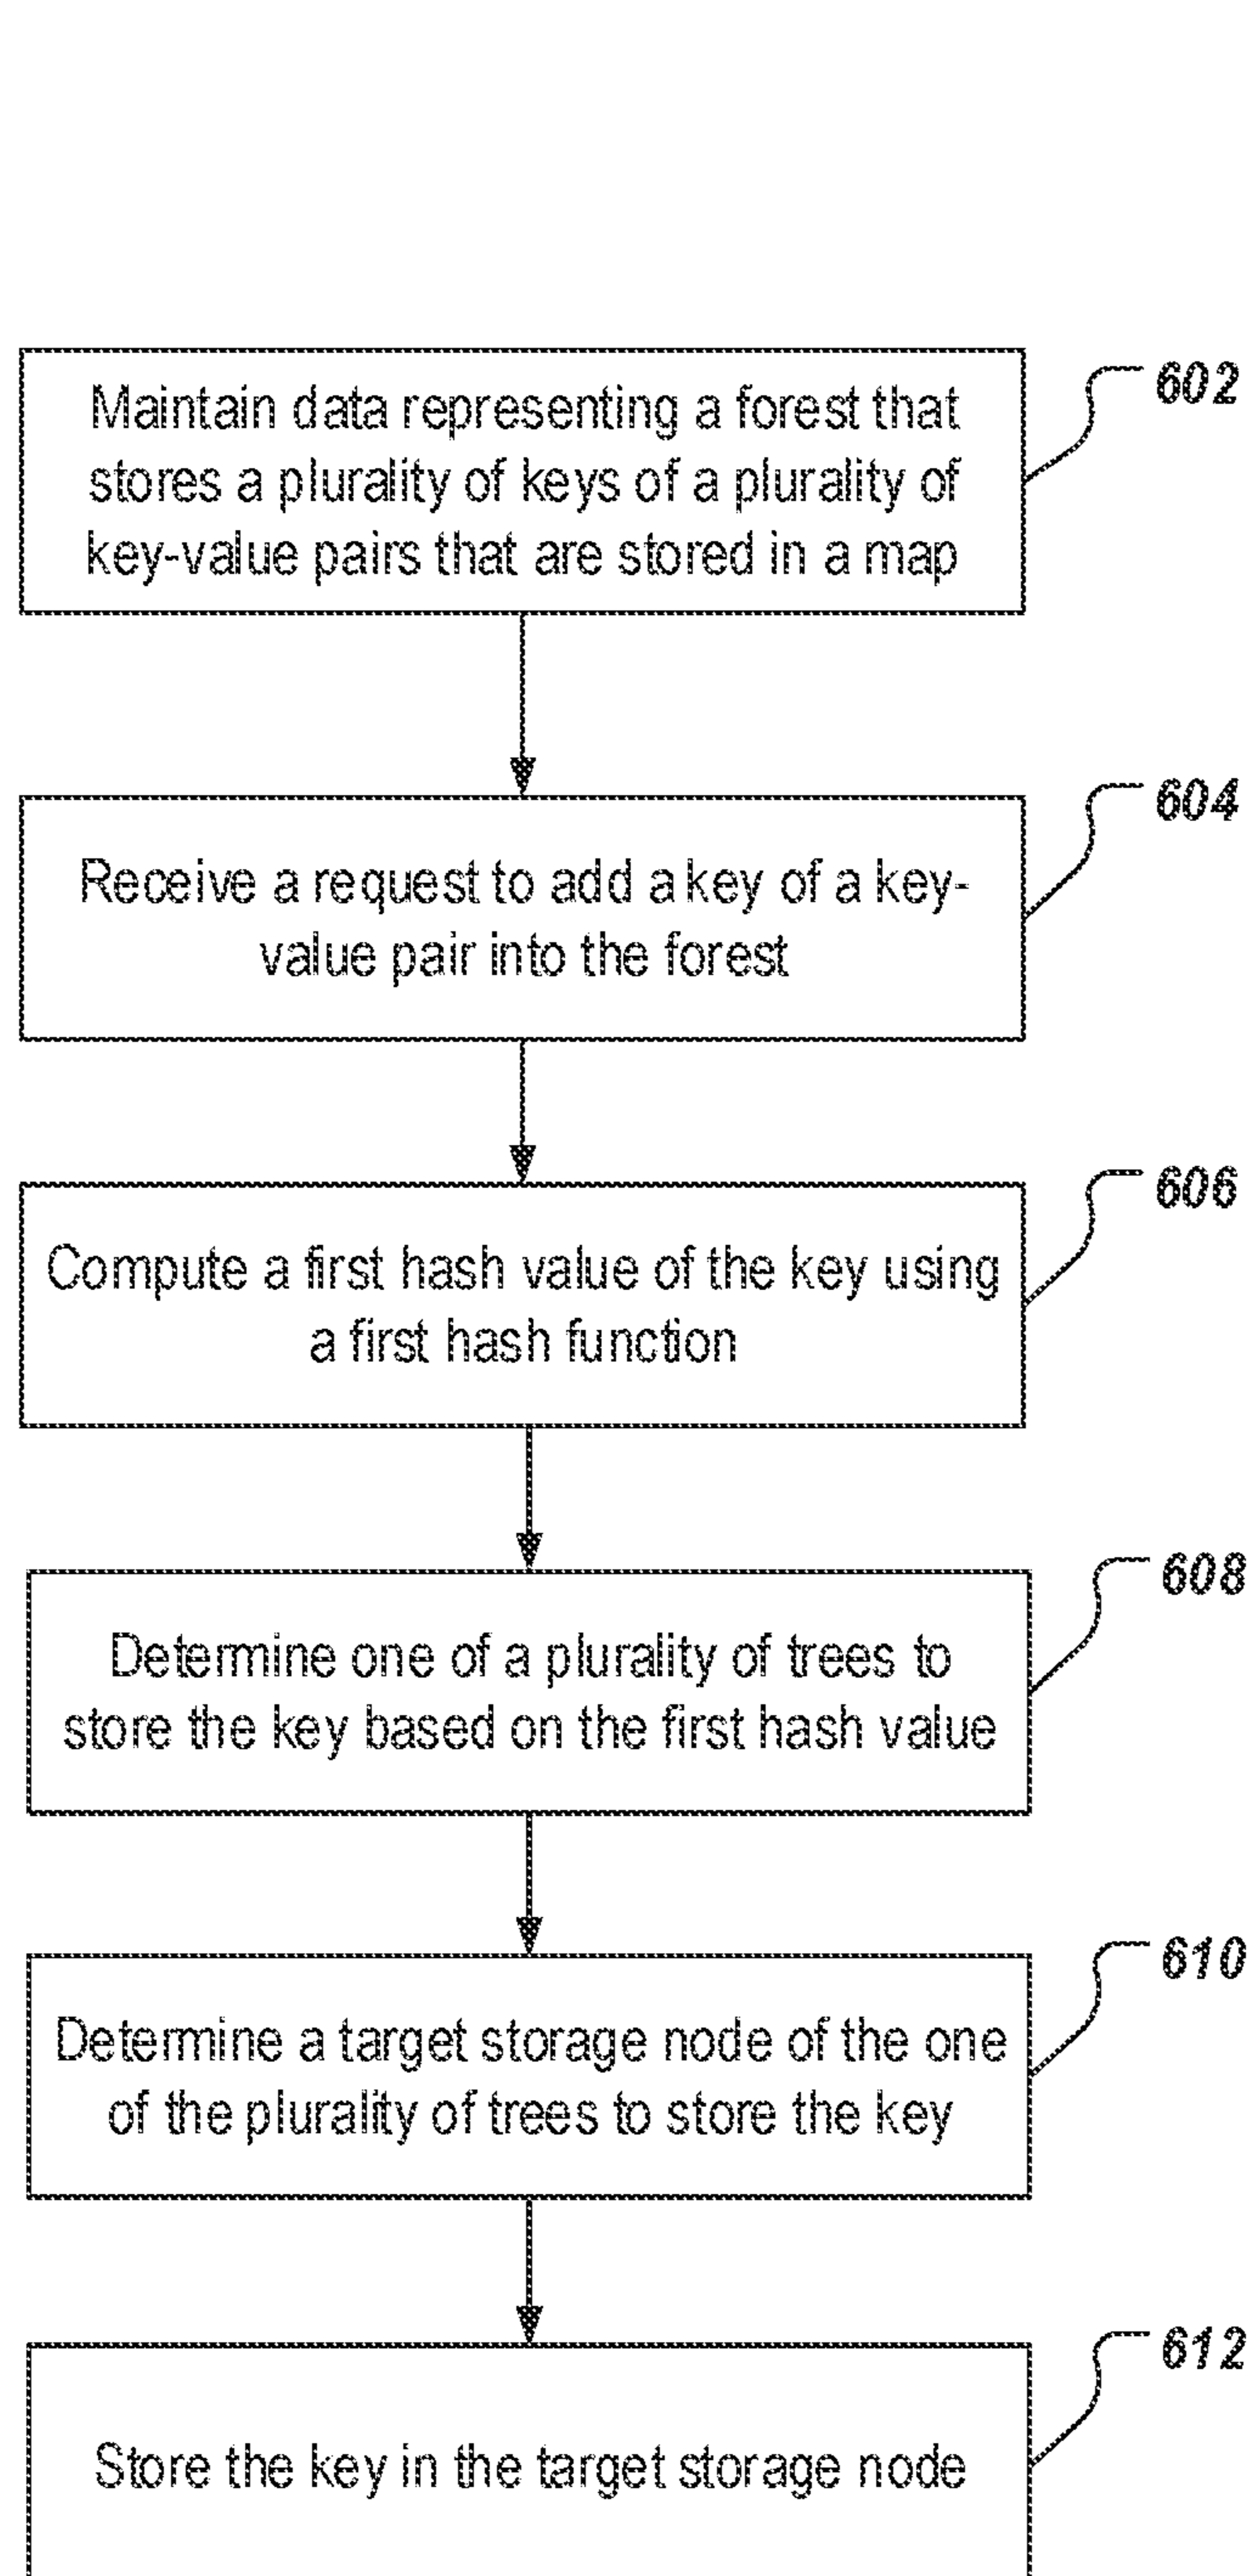 Maintain data representing a forest that
stores a plurality of keys of a plurality of
key-value pairs that are stored in a map
602
Receive a request to add a key of a key-
value pair into the forest
604
Compute a first hash value of the key using
a first hash function
606
Determine one of a plurality of trees to
store the key based on the first hash value
608
Determine a target storage node of the one
of the plurality of trees to store the key
610
Store the key in the target storage node
612